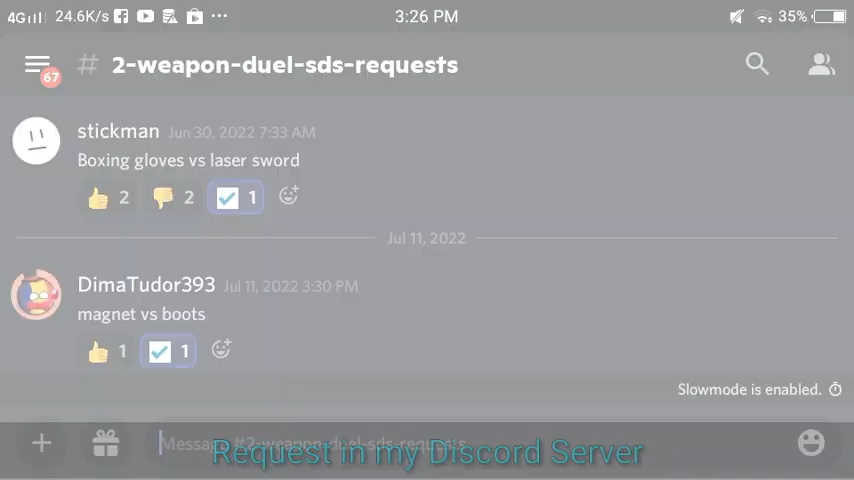 4G 24.6K/s 3:26 PM 35%
67 # 2-weapon-duel-sds-requests
stickman Jun 30, 2022 7:33 AM
Boxing gloves vs laser sword
2 2 1
Jul 11, 2022
DimaTudor393 Jul 11, 2022 3:30 PM
magnet vs boots
1 1
Slowmode is enabled.
Message #2-weapon-duel-sds-requests
Request in my Discord Server